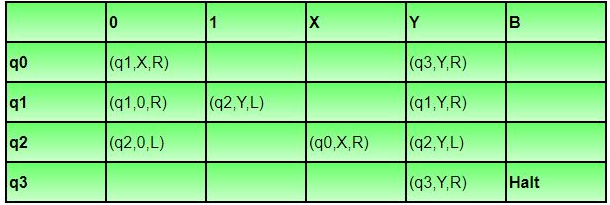 0 1 X Y B
q0 (q1,X,R) (q3,Y,R)
q1 (q1,0,R) (q2,Y,L) (q1,Y,R)
q2 (q2,0,L) (q0,X,R) (q2,Y,L)
q3 (q3,Y,R) Halt